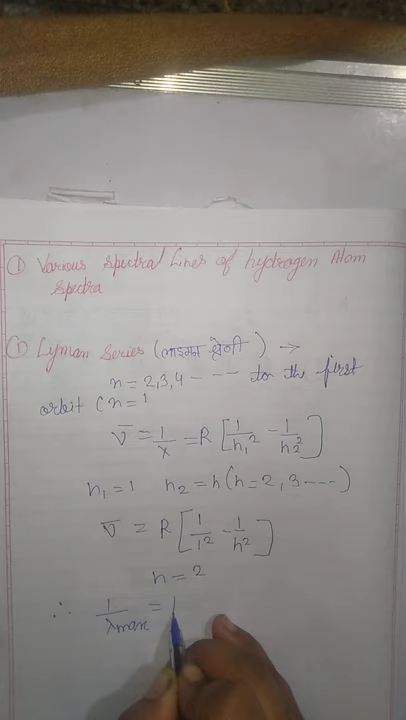 ① Various Spectral Lines of hydrogen Atom
Spectra
① Lyman Series (लाइमन श्रेणी) →
n = 2,3,4 - - - - to the first
orbit (n = 1
ν̅ = 1/λ = R [1/n₁² - 1/n₂²]
n₁ = 1 n₂ = n (n = 2, 3 - - - -)
ν̅ = R [1/1² - 1/n²]
n = 2
∴ 1/λmax =